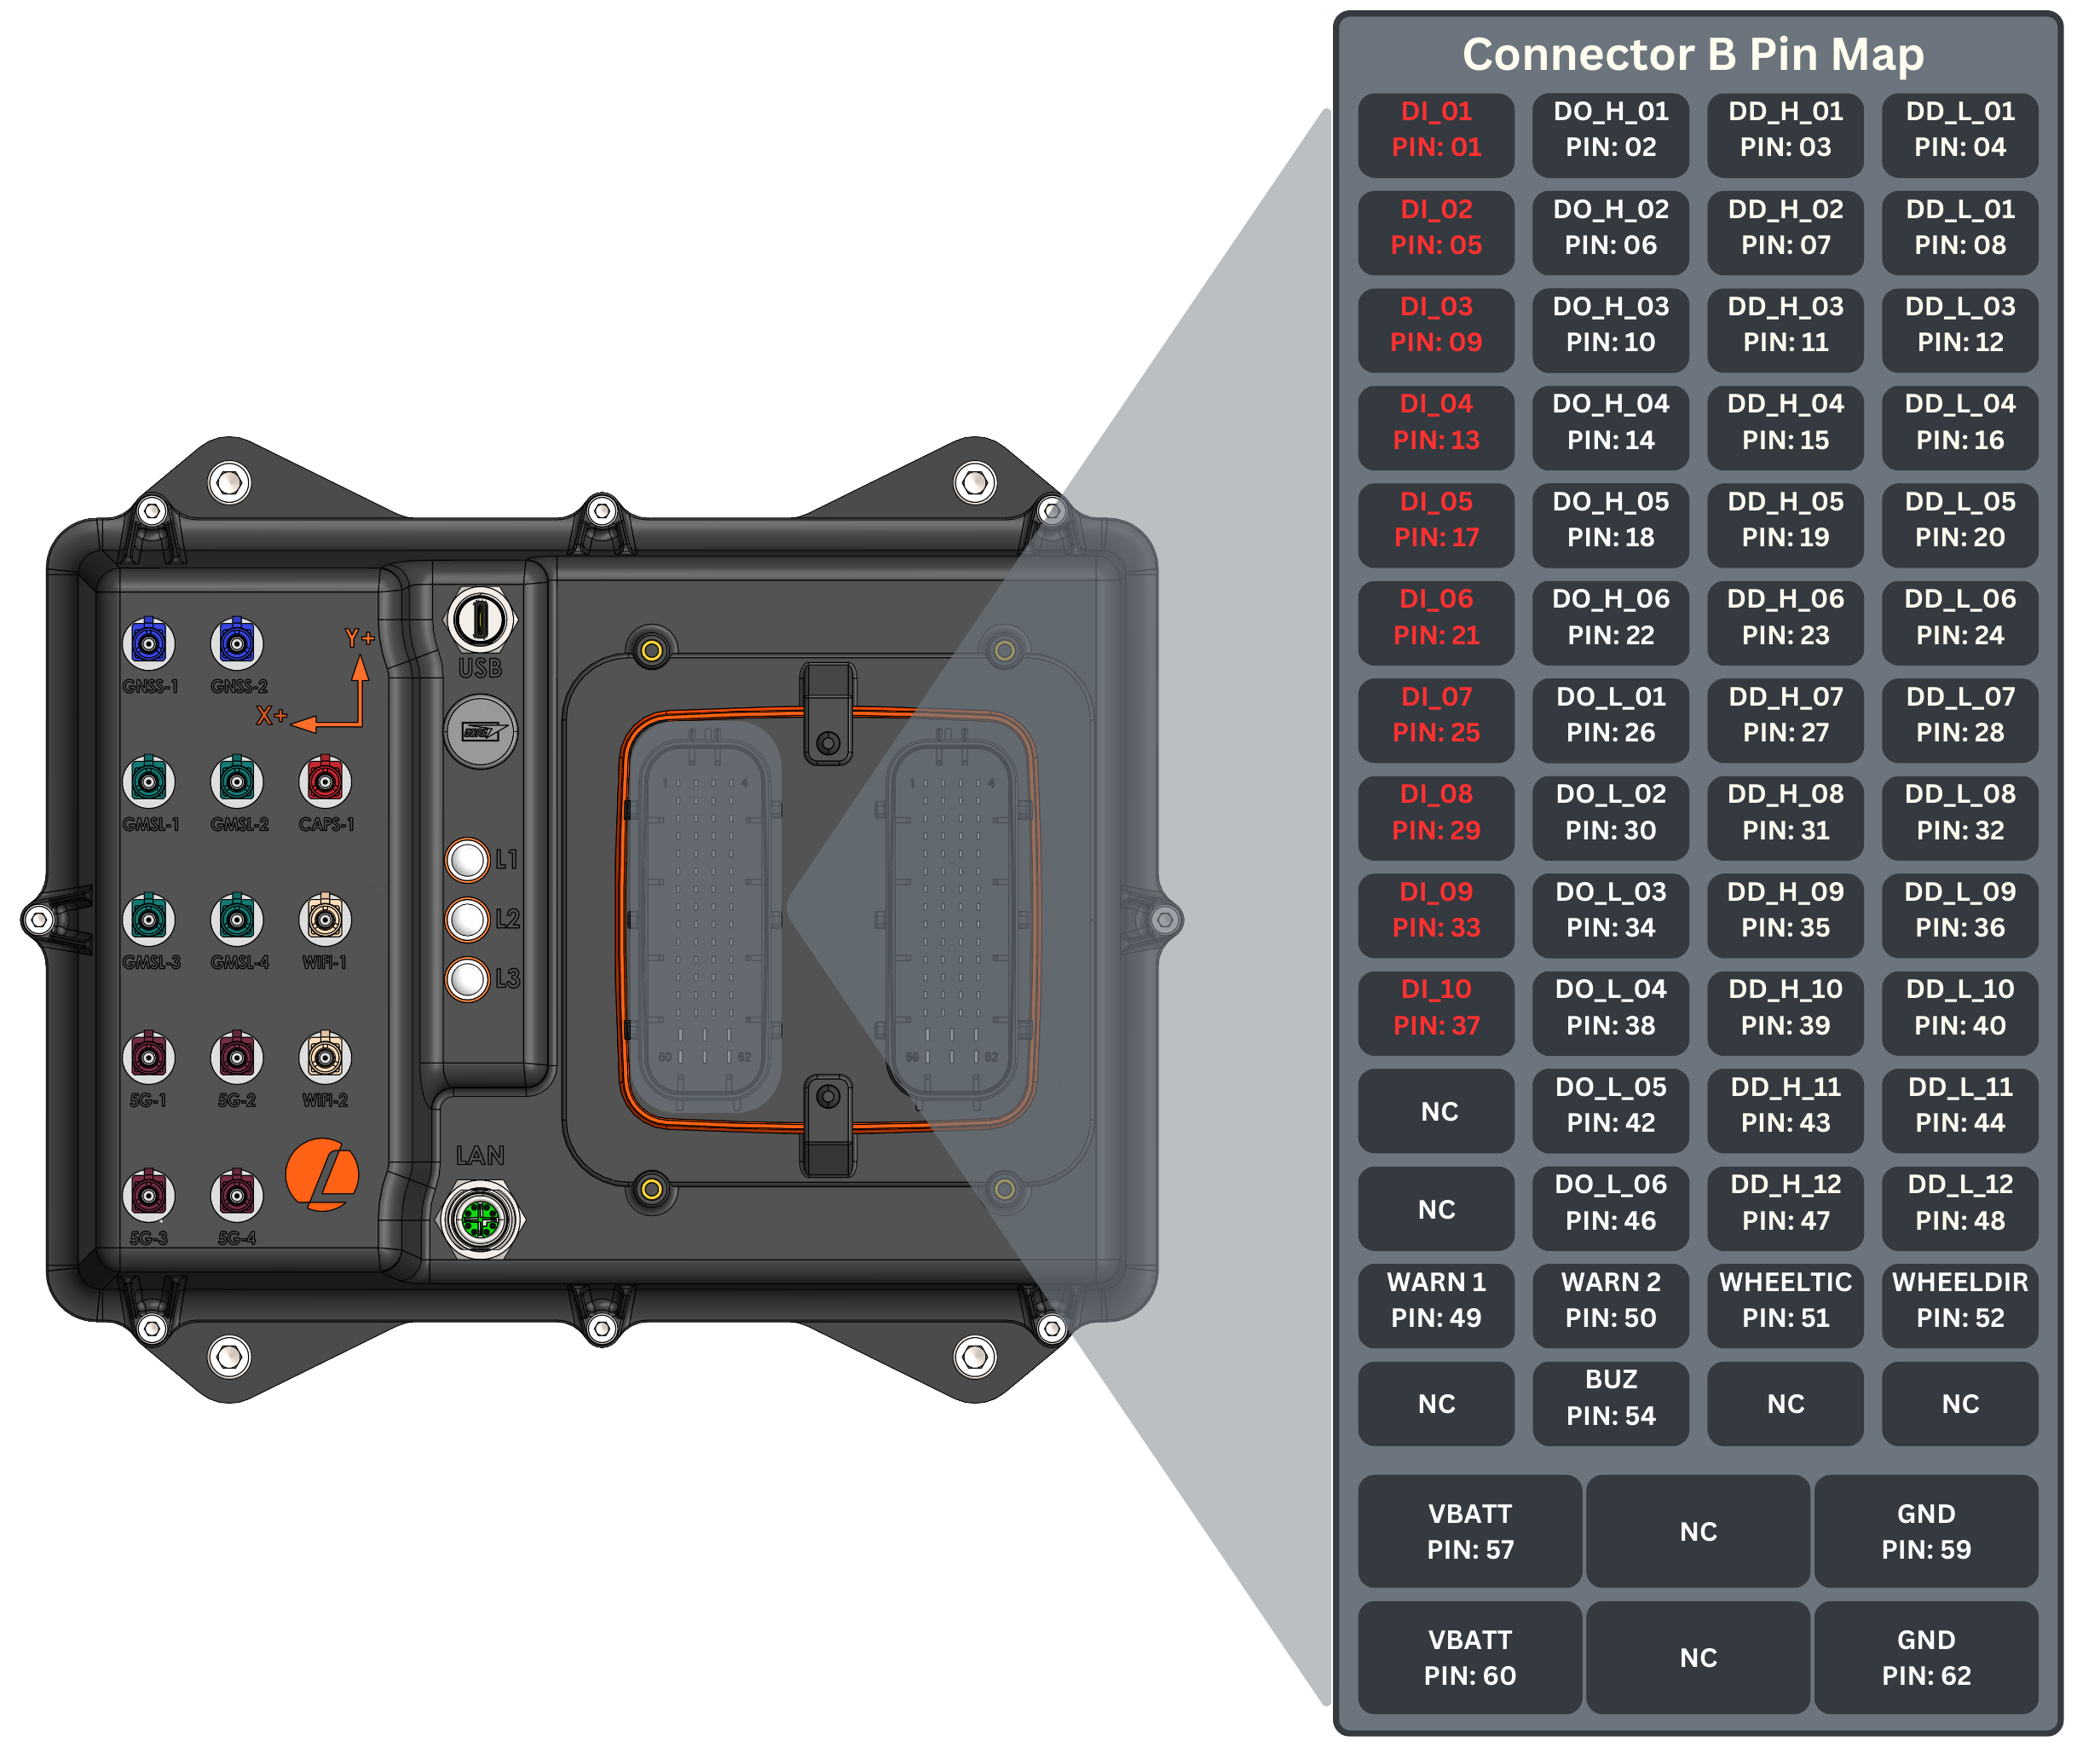 Connector B Pin Map
DI_01
PIN: 01
DO_H_01
PIN: 02
DD_H_01
PIN: 03
DD_L_01
PIN: 04
DI_02
PIN: 05
DO_H_02
PIN: 06
DD_H_02
PIN: 07
DD_L_01
PIN: 08
DI_03
PIN: 09
DO_H_03
PIN: 10
DD_H_03
PIN: 11
DD_L_03
PIN: 12
DI_04
PIN: 13
DO_H_04
PIN: 14
DD_H_04
PIN: 15
DD_L_04
PIN: 16
DI_05
PIN: 17
DO_H_05
PIN: 18
DD_H_05
PIN: 19
DD_L_05
PIN: 20
DI_06
PIN: 21
DO_H_06
PIN: 22
DD_H_06
PIN: 23
DD_L_06
PIN: 24
DI_07
PIN: 25
DO_L_01
PIN: 26
DD_H_07
PIN: 27
DD_L_07
PIN: 28
DI_08
PIN: 29
DO_L_02
PIN: 30
DD_H_08
PIN: 31
DD_L_08
PIN: 32
DI_09
PIN: 33
DO_L_03
PIN: 34
DD_H_09
PIN: 35
DD_L_09
PIN: 36
DI_10
PIN: 37
DO_L_04
PIN: 38
DD_H_10
PIN: 39
DD_L_10
PIN: 40
NC
DO_L_05
PIN: 42
DD_H_11
PIN: 43
DD_L_11
PIN: 44
NC
DO_L_06
PIN: 46
DD_H_12
PIN: 47
DD_L_12
PIN: 48
WARN 1
PIN: 49
WARN 2
PIN: 50
WHEELTIC
PIN: 51
WHEELDIR
PIN: 52
NC
BUZ
PIN: 54
NC
NC
VBATT
PIN: 57
NC
GND
PIN: 59
VBATT
PIN: 60
NC
GND
PIN: 62
GNSS-1
GNSS-2
Y+
X+
GMSL-1
GMSL-2
CAPS-1
GMSL-3
GMSL-4
WIFI-1
5G-1
5G-2
WIFI-2
5G-3
5G-4
USB
CORE
L1
L2
L3
LAN
1
4
60
62
1
4
60
62